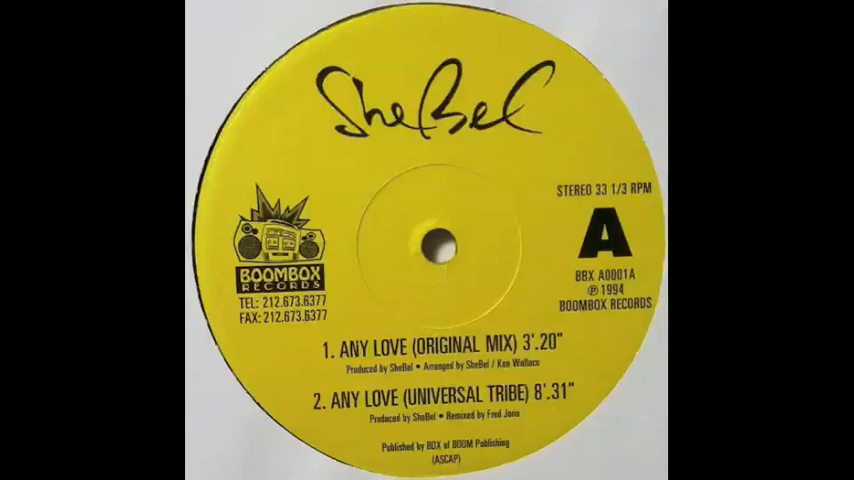 SheBel
STEREO 33 1/3 RPM
A
BBX A0001A
℗ 1994
BOOMBOX RECORDS
BOOMBOX
RECORDS
TEL: 212.673.6377
FAX: 212.673.6377
1. ANY LOVE (ORIGINAL MIX) 3'.20"
Produced by SheBel • Arranged by SheBel / Ken Wallace
2. ANY LOVE (UNIVERSAL TRIBE) 8'.31"
Produced by SheBel • Remixed by Fred Jorio
Published by BOX of BOOM Publishing
(ASCAP)